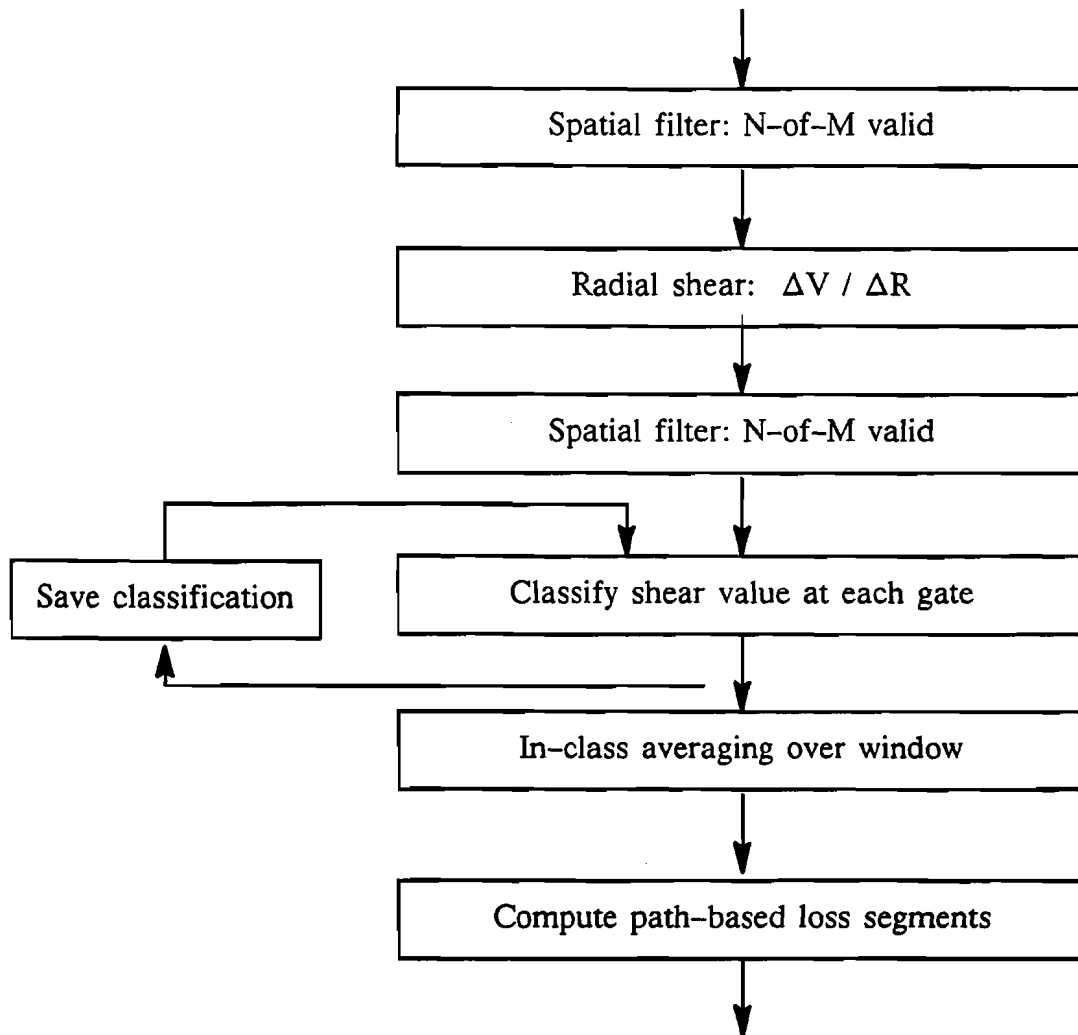 Spatial filter: N-of-M valid
Radial shear: ΔV / ΔR
Spatial filter: N-of-M valid
Save classification
Classify shear value at each gate
In-class averaging over window
Compute path-based loss segments